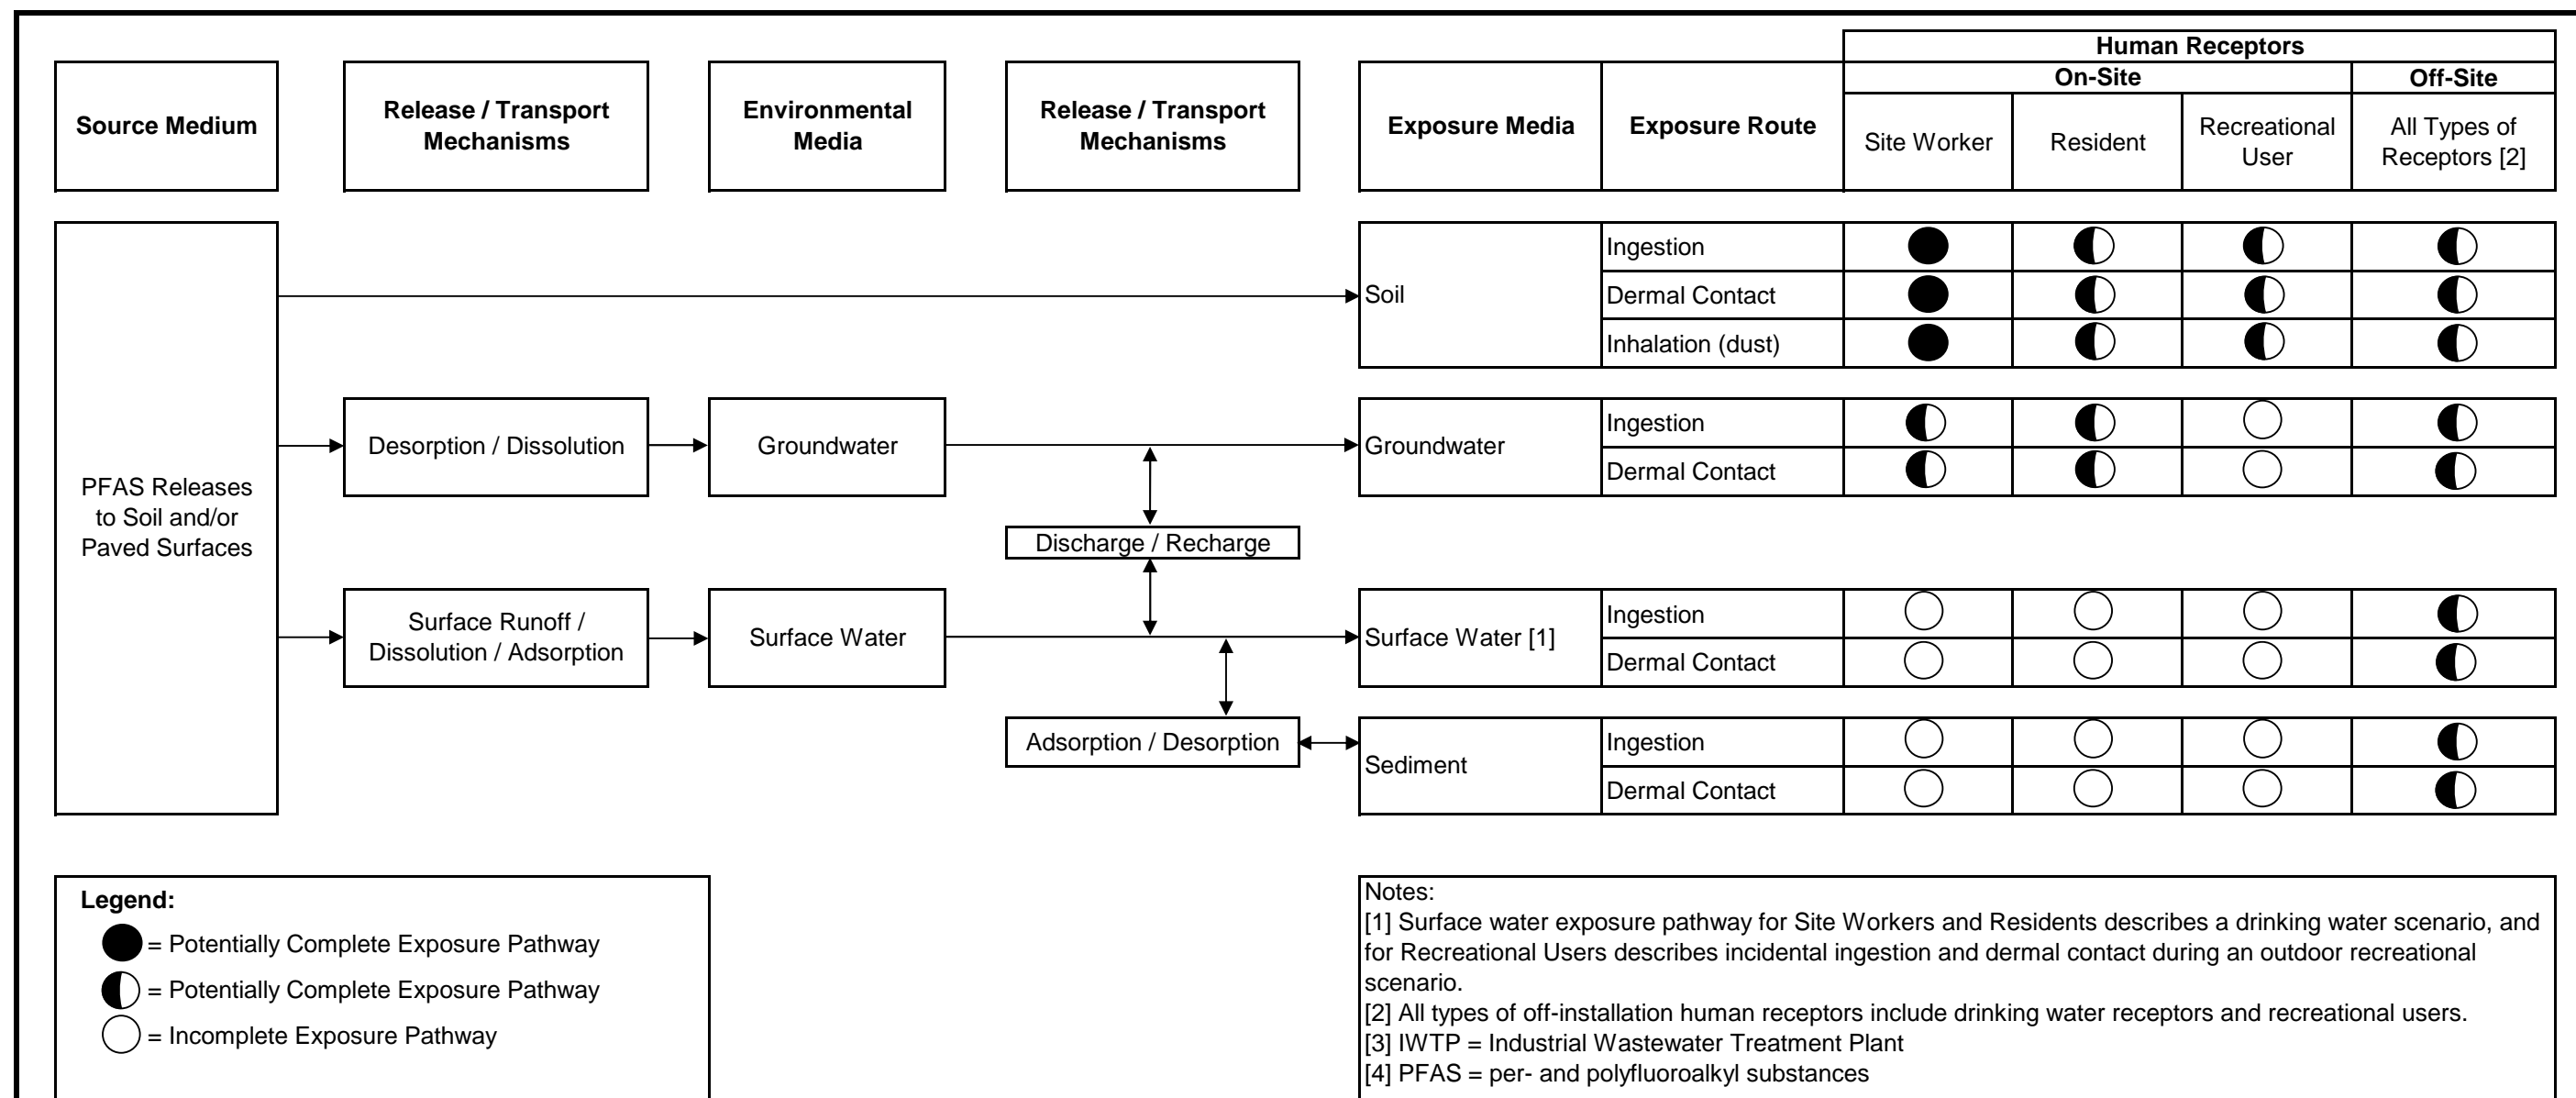 Human Receptors
On-Site
Off-Site
Source Medium
Release / Transport
Mechanisms
Environmental
Media
Release / Transport
Mechanisms
Exposure Media
Exposure Route
Site Worker
Resident
Recreational
User
All Types of
Receptors [2]
PFAS Releases
to Soil and/or
Paved Surfaces
Soil
Ingestion
Dermal Contact
Inhalation (dust)
Desorption / Dissolution
Groundwater
Groundwater
Ingestion
Dermal Contact
Discharge / Recharge
Surface Runoff /
Dissolution / Adsorption
Surface Water
Surface Water [1]
Ingestion
Dermal Contact
Adsorption / Desorption
Sediment
Ingestion
Dermal Contact
Legend:
= Potentially Complete Exposure Pathway
= Potentially Complete Exposure Pathway
= Incomplete Exposure Pathway
Notes:
[1] Surface water exposure pathway for Site Workers and Residents describes a drinking water scenario, and
for Recreational Users describes incidental ingestion and dermal contact during an outdoor recreational
scenario.
[2] All types of off-installation human receptors include drinking water receptors and recreational users.
[3] IWTP = Industrial Wastewater Treatment Plant
[4] PFAS = per- and polyfluoroalkyl substances